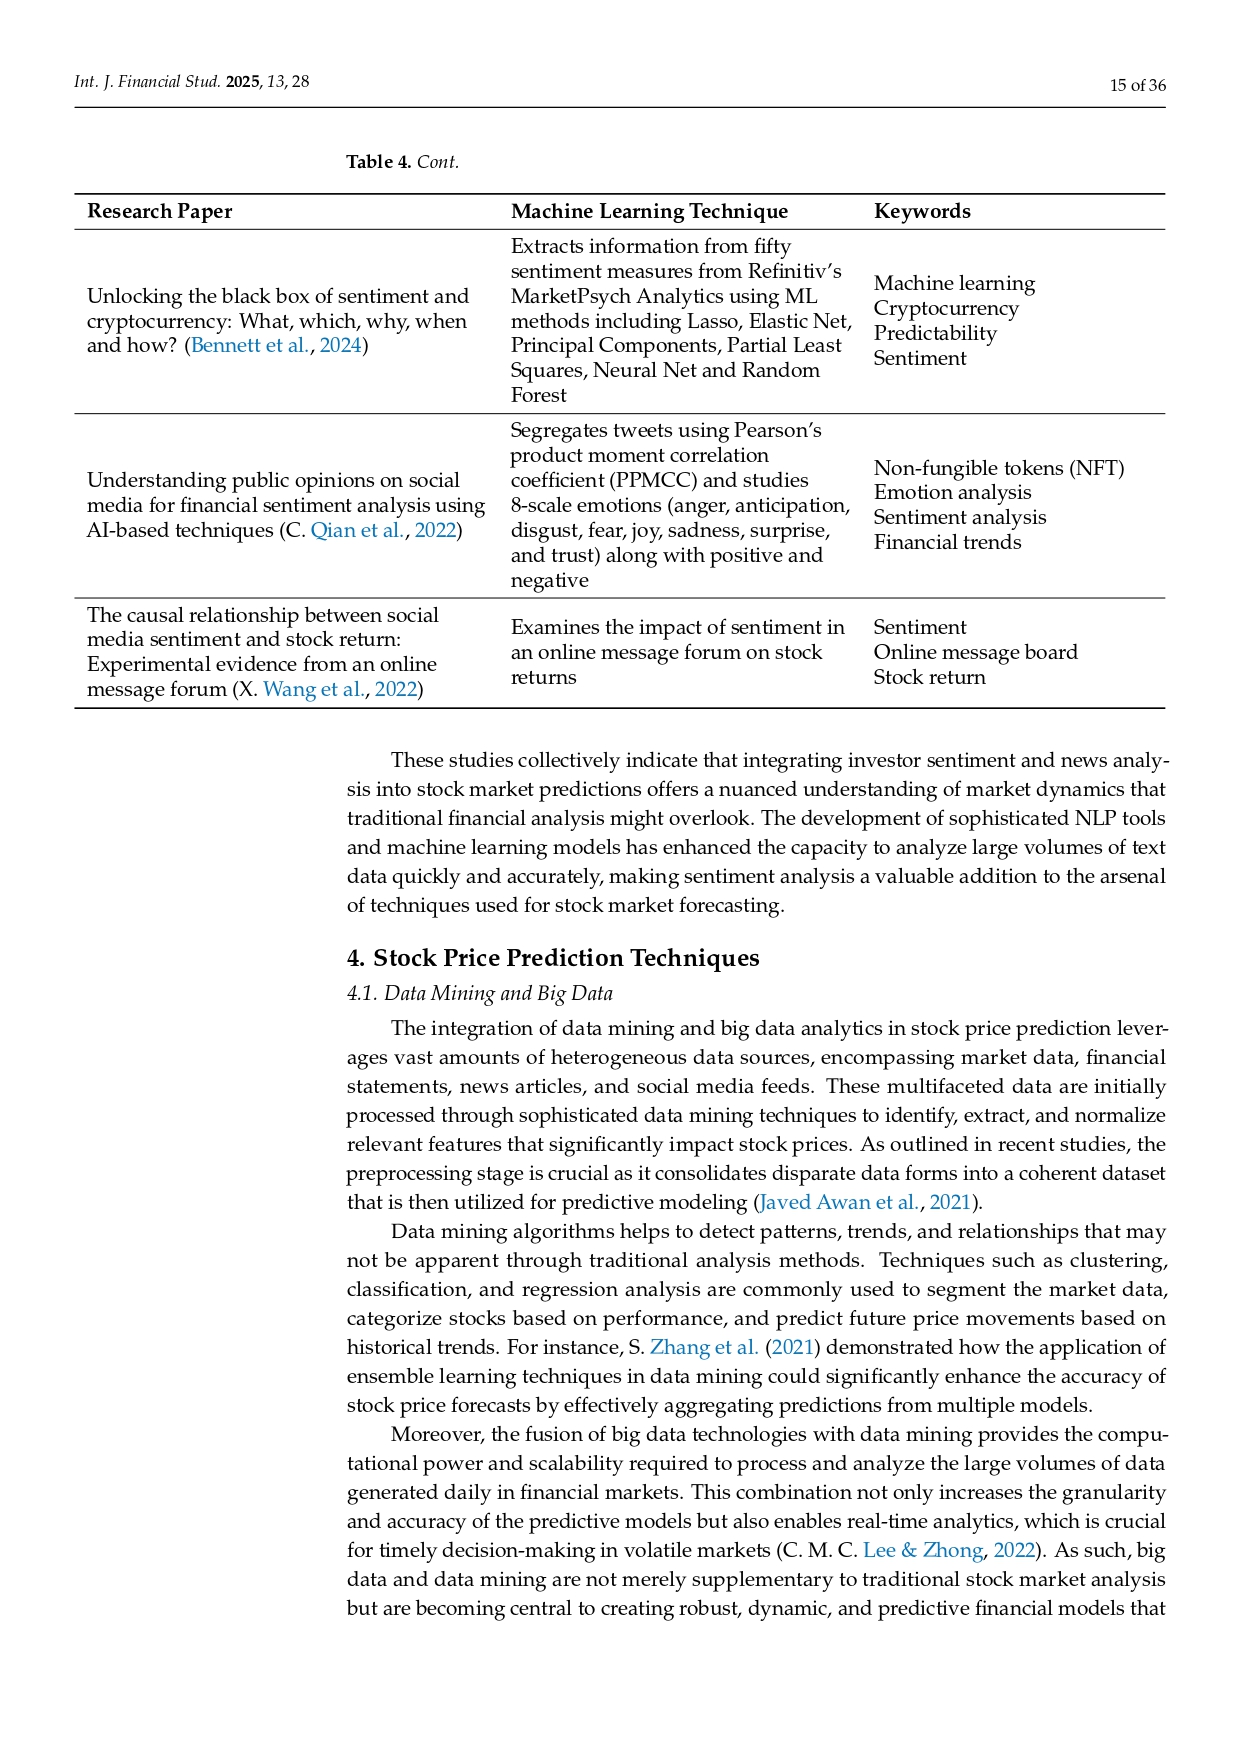 Int. J. Financial Stud. 2025, 13, 28
15 of 36
Table 4. Cont.
Research Paper
Machine Learning Technique
Keywords
Unlocking the black box of sentiment and
cryptocurrency: What, which, why, when
and how? (Bennett et al., 2024)
Extracts information from fifty
sentiment measures from Refinitiv’s
MarketPsych Analytics using ML
methods including Lasso, Elastic Net,
Principal Components, Partial Least
Squares, Neural Net and Random
Forest
Machine learning
Cryptocurrency
Predictability
Sentiment
Understanding public opinions on social
media for financial sentiment analysis using
AI-based techniques (C. Qian et al., 2022)
Segregates tweets using Pearson’s
product moment correlation
coefficient (PPMCC) and studies
8-scale emotions (anger, anticipation,
disgust, fear, joy, sadness, surprise,
and trust) along with positive and
negative
Non-fungible tokens (NFT)
Emotion analysis
Sentiment analysis
Financial trends
The causal relationship between social
media sentiment and stock return:
Experimental evidence from an online
message forum (X. Wang et al., 2022)
Examines the impact of sentiment in
an online message forum on stock
returns
Sentiment
Online message board
Stock return
These studies collectively indicate that integrating investor sentiment and news analy-
sis into stock market predictions offers a nuanced understanding of market dynamics that
traditional financial analysis might overlook. The development of sophisticated NLP tools
and machine learning models has enhanced the capacity to analyze large volumes of text
data quickly and accurately, making sentiment analysis a valuable addition to the arsenal
of techniques used for stock market forecasting.
4. Stock Price Prediction Techniques
4.1. Data Mining and Big Data
The integration of data mining and big data analytics in stock price prediction lever-
ages vast amounts of heterogeneous data sources, encompassing market data, financial
statements, news articles, and social media feeds. These multifaceted data are initially
processed through sophisticated data mining techniques to identify, extract, and normalize
relevant features that significantly impact stock prices. As outlined in recent studies, the
preprocessing stage is crucial as it consolidates disparate data forms into a coherent dataset
that is then utilized for predictive modeling (Javed Awan et al., 2021).
Data mining algorithms helps to detect patterns, trends, and relationships that may
not be apparent through traditional analysis methods. Techniques such as clustering,
classification, and regression analysis are commonly used to segment the market data,
categorize stocks based on performance, and predict future price movements based on
historical trends. For instance, S. Zhang et al. (2021) demonstrated how the application of
ensemble learning techniques in data mining could significantly enhance the accuracy of
stock price forecasts by effectively aggregating predictions from multiple models.
Moreover, the fusion of big data technologies with data mining provides the compu-
tational power and scalability required to process and analyze the large volumes of data
generated daily in financial markets. This combination not only increases the granularity
and accuracy of the predictive models but also enables real-time analytics, which is crucial
for timely decision-making in volatile markets (C. M. C. Lee & Zhong, 2022). As such, big
data and data mining are not merely supplementary to traditional stock market analysis
but are becoming central to creating robust, dynamic, and predictive financial models that